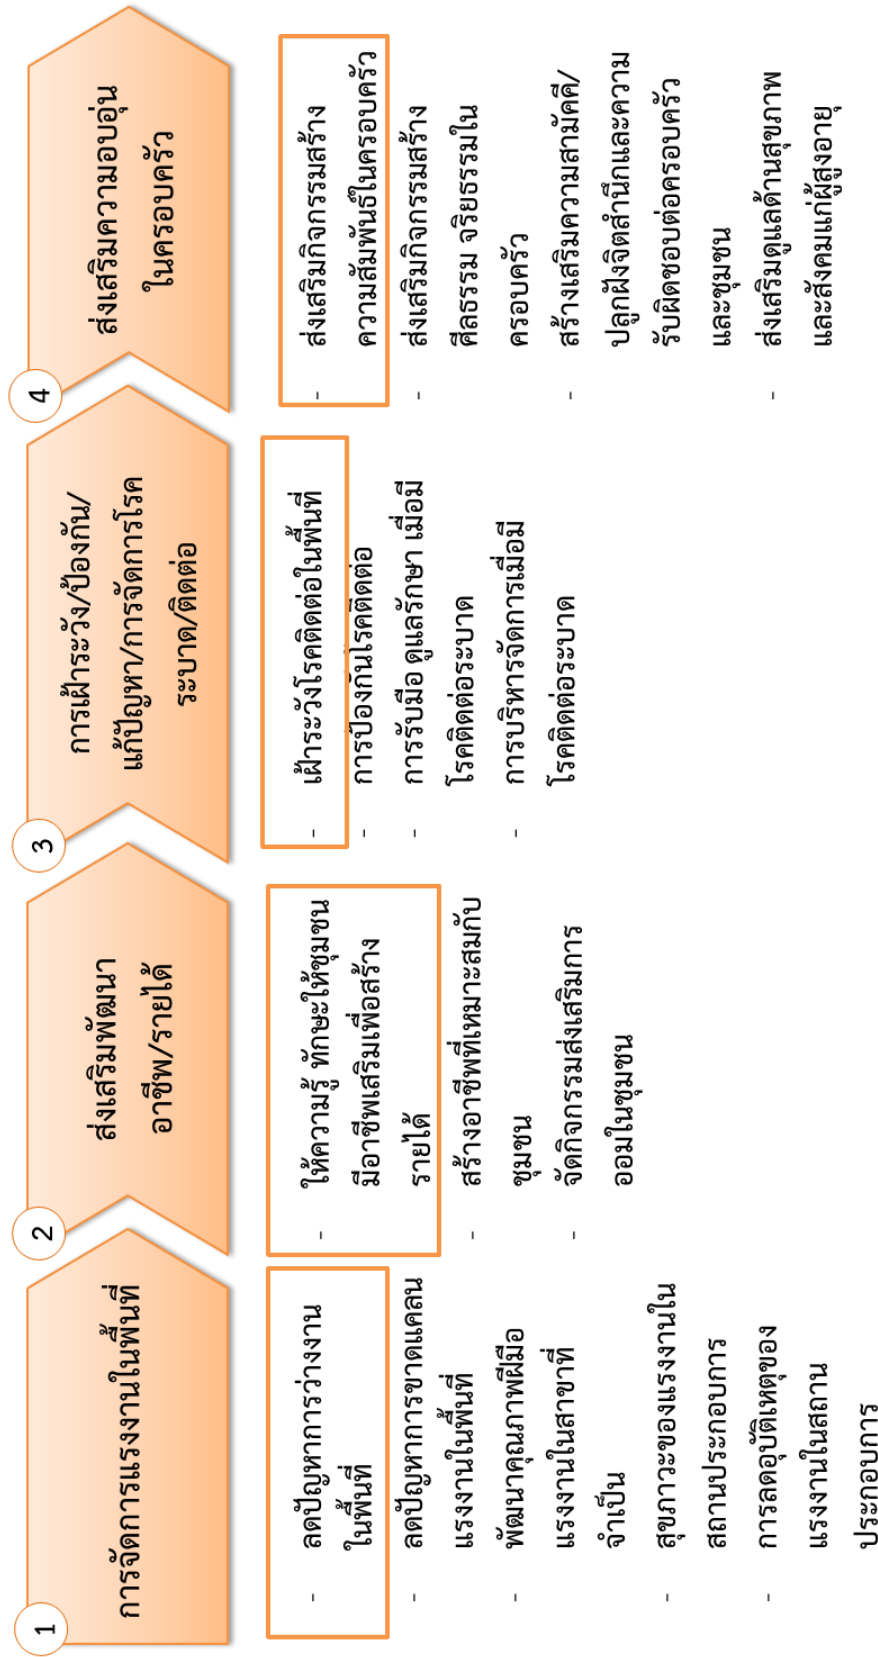 1
การจัดการแรงงานในพื้นที่
- ลดปัญหาการว่างงาน
ในพื้นที่
- ลดปัญหาการขาดแคลน
แรงงานในพื้นที่
- พัฒนาคุณภาพฝีมือ
แรงงานในสาขาที่
จำเป็น
- สุขภาวะของแรงงานใน
สถานประกอบการ
- การลดอุบัติเหตุของ
แรงงานในสถาน
ประกอบการ
2
ส่งเสริมพัฒนา
อาชีพ/รายได้
- ให้ความรู้ ทักษะให้ชุมชน
มีอาชีพเสริมเพื่อสร้าง
รายได้
- สร้างอาชีพที่เหมาะสมกับ
ชุมชน
- จัดกิจกรรมส่งเสริมการ
ออมในชุมชน
3
การเฝ้าระวัง/ป้องกัน/
แก้ปัญหา/การจัดการโรค
ระบาด/ติดต่อ
- เฝ้าระวังโรคติดต่อในพื้นที่
- การป้องกันโรคติดต่อ
- การรับมือ ดูแลรักษา เมื่อมี
โรคติดต่อระบาด
- การบริหารจัดการเมื่อมี
โรคติดต่อระบาด
4
ส่งเสริมความอบอุ่น
ในครอบครัว
- ส่งเสริมกิจกรรมสร้าง
ความสัมพันธ์ในครอบครัว
- ส่งเสริมกิจกรรมสร้าง
ศีลธรรม จริยธรรมใน
ครอบครัว
- สร้างเสริมความสามัคคี/
ปลูกฝังจิตสำนึกและความ
รับผิดชอบต่อครอบครัว
และชุมชน
- ส่งเสริมดูแลด้านสุขภาพ
และสังคมแก่ผู้สูงอายุ